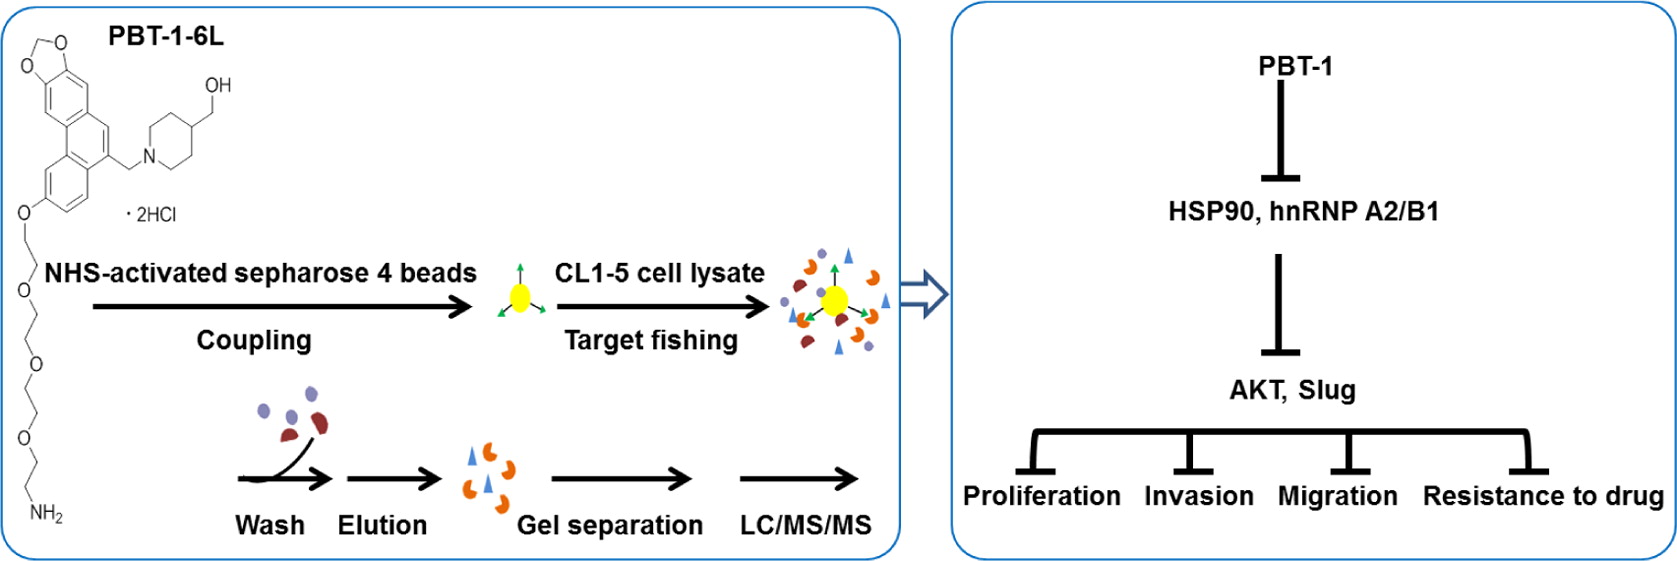 PBT-1-6L
O
O
OH
N
· 2HCl
O
NHS-activated sepharose 4 beads
CL1-5 cell lysate
O
Coupling
Target fishing
O
O
NH2
Wash
Elution
Gel separation
LC/MS/MS
PBT-1
HSP90, hnRNP A2/B1
AKT, Slug
Proliferation
Invasion
Migration
Resistance to drug